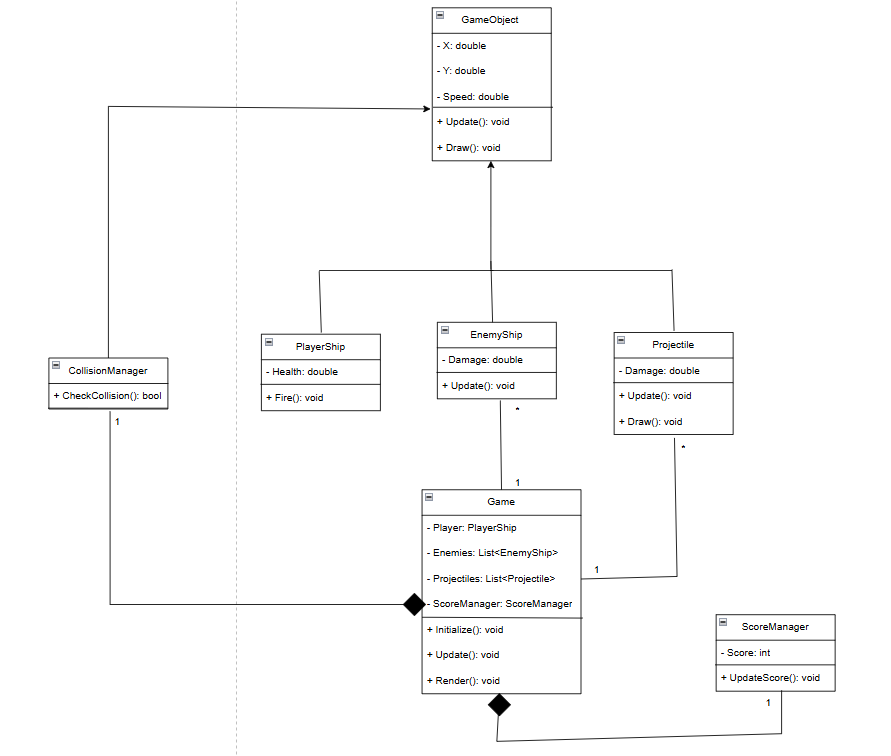 GameObject
- X: double
- Y: double
- Speed: double
+ Update(): void
+ Draw(): void
CollisionManager
+ CheckCollision(): bool
1
PlayerShip
- Health: double
+ Fire(): void
EnemyShip
- Damage: double
+ Update(): void
*
1
Projectile
- Damage: double
+ Update(): void
+ Draw(): void
*
1
Game
- Player: PlayerShip
- Enemies: List<EnemyShip>
- Projectiles: List<Projectile>
- ScoreManager: ScoreManager
+ Initialize(): void
+ Update(): void
+ Render(): void
ScoreManager
- Score: int
+ UpdateScore(): void
1